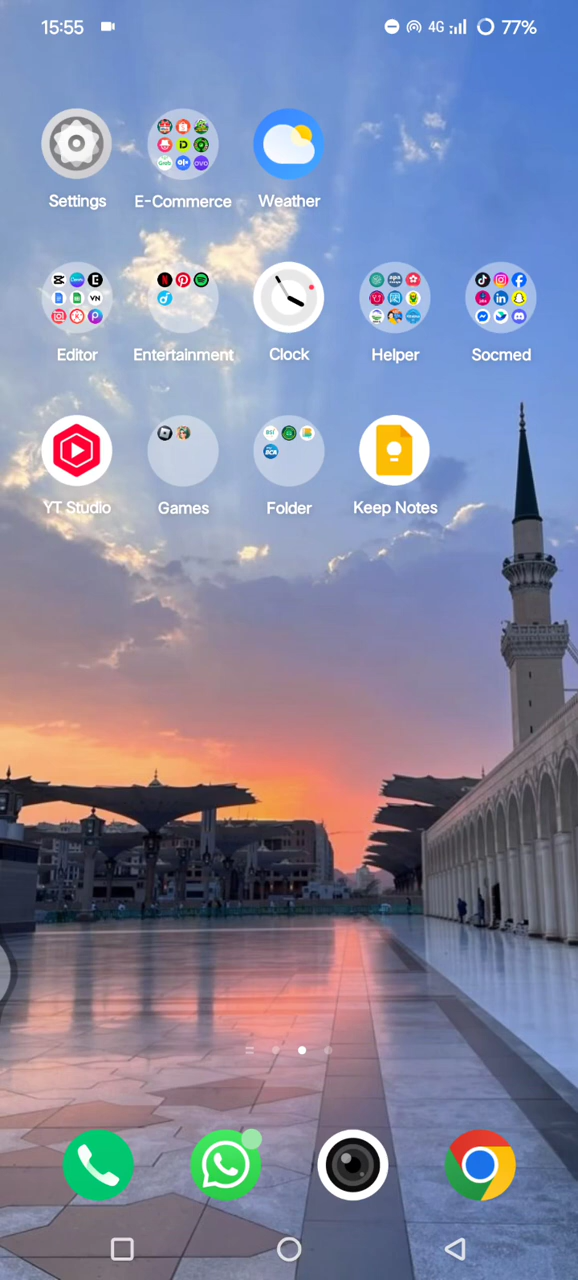 15:55 4G 77%
Settings E-Commerce Weather
Editor Entertainment Clock Helper Socmed
YT Studio Games Folder Keep Notes